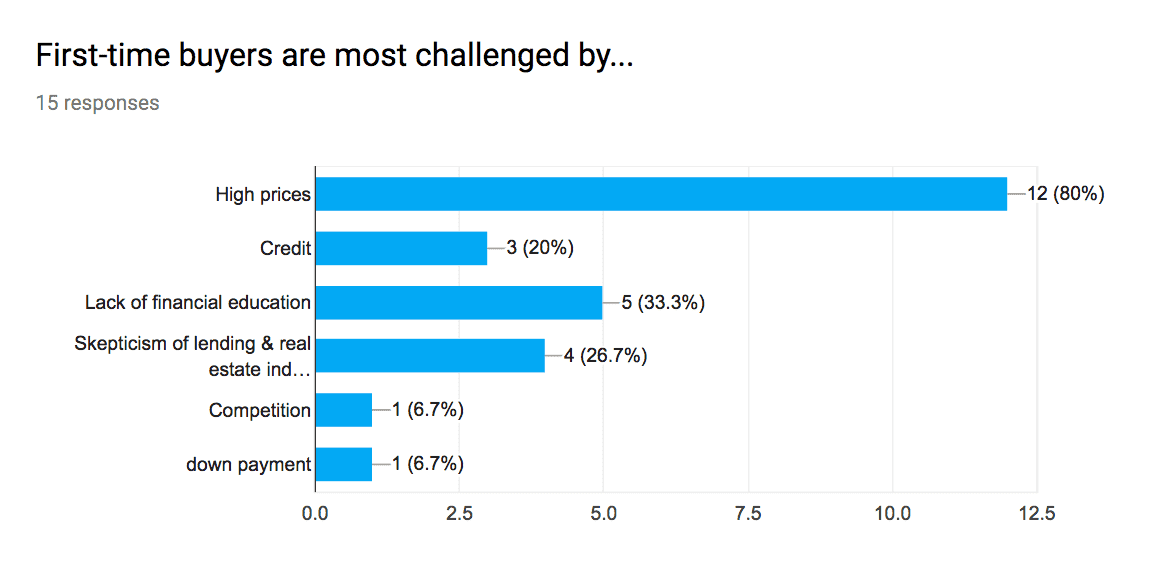 First-time buyers are most challenged by...
15 responses
High prices
12 (80%)
Credit
3 (20%)
Lack of financial education
5 (33.3%)
Skepticism of lending & real
estate ind…
4 (26.7%)
Competition
1 (6.7%)
down payment
1 (6.7%)
0.0 2.5 5.0 7.5 10.0 12.5